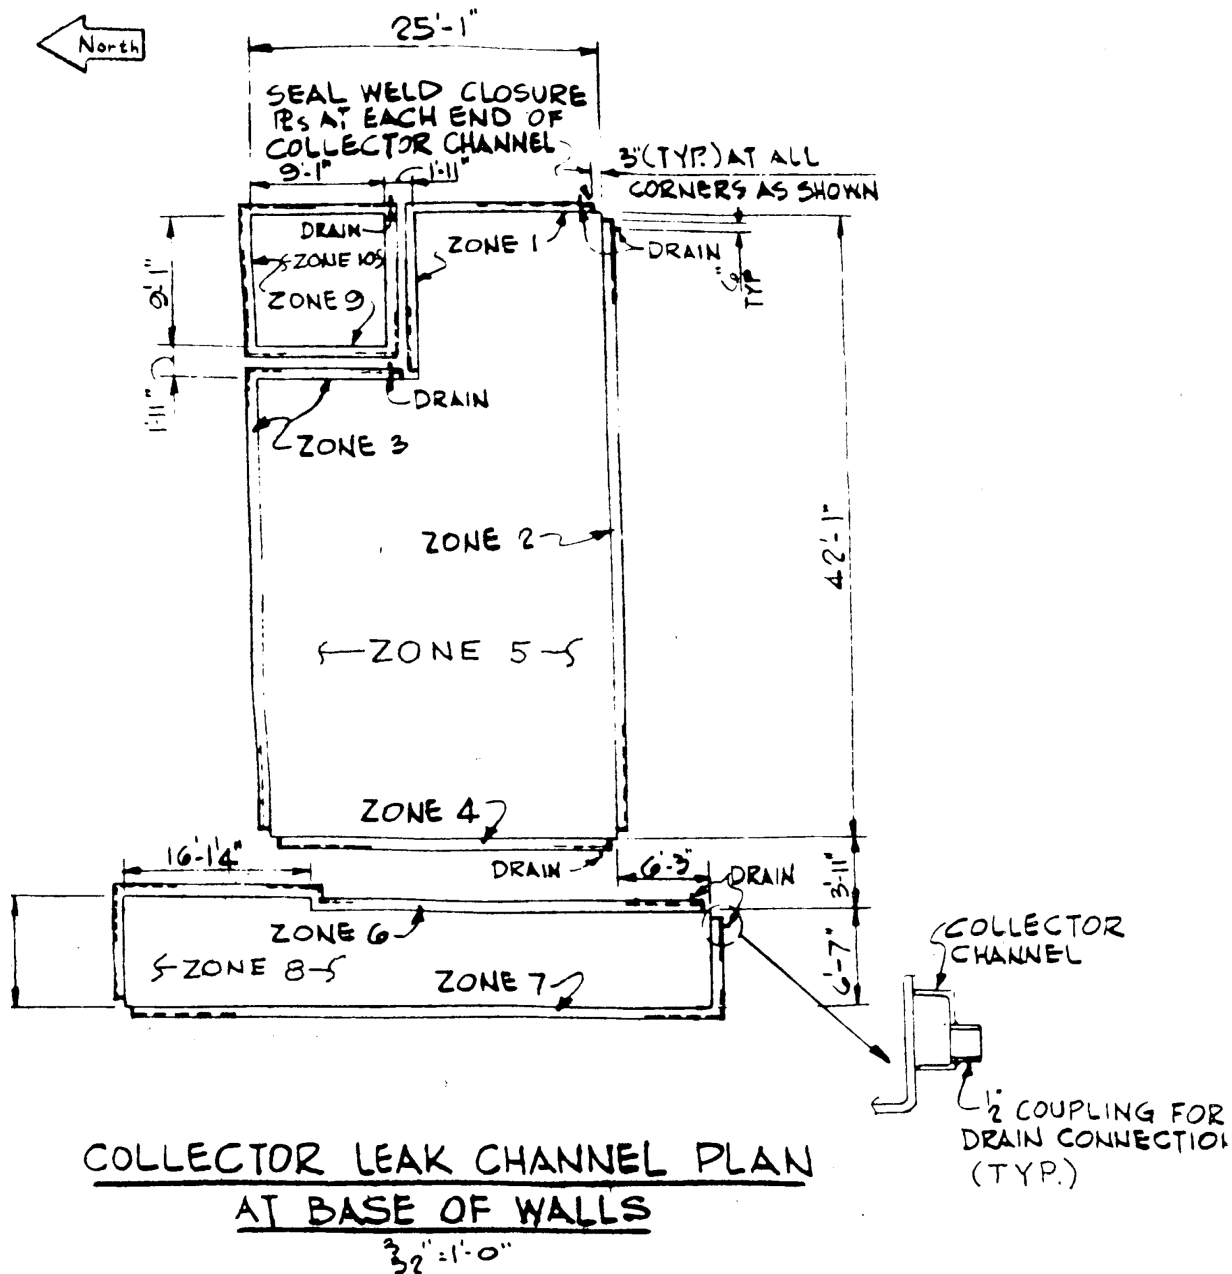 North
25'-1"
SEAL WELD CLOSURE
PLs AT EACH END OF
COLLECTOR CHANNEL
9'-1"
1'-11"
3"(TYP.) AT ALL
CORNERS AS SHOWN
DRAIN
ZONE 1
DRAIN
ZONE 10
ZONE 9
9'-1"
6"
TYP
1'-11"
DRAIN
ZONE 3
ZONE 2
42'-1"
ZONE 5
ZONE 4
16'-1¼"
DRAIN
6'-3"
DRAIN
3'-11"
ZONE 6
ZONE 8
ZONE 7
6'-7"
COLLECTOR
CHANNEL
½" COUPLING FOR
DRAIN CONNECTION
(TYP.)
COLLECTOR LEAK CHANNEL PLAN
AT BASE OF WALLS
3/32"=1'-0"